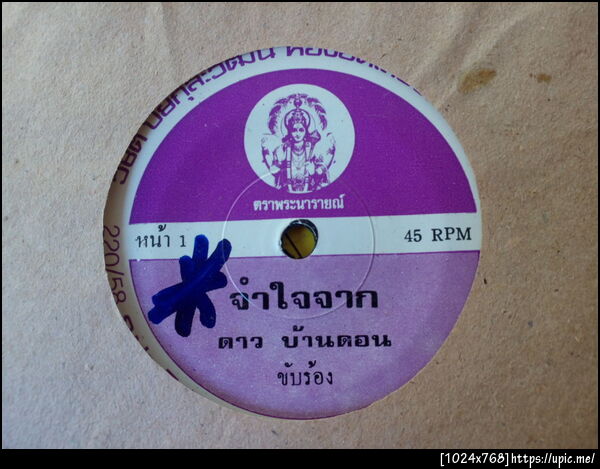 ตราพระนารายณ์
หน้า 1
45 RPM
จำใจจาก
ดาว บ้านดอน
ขับร้อง
220/58
[1024x768]https://upic.me/